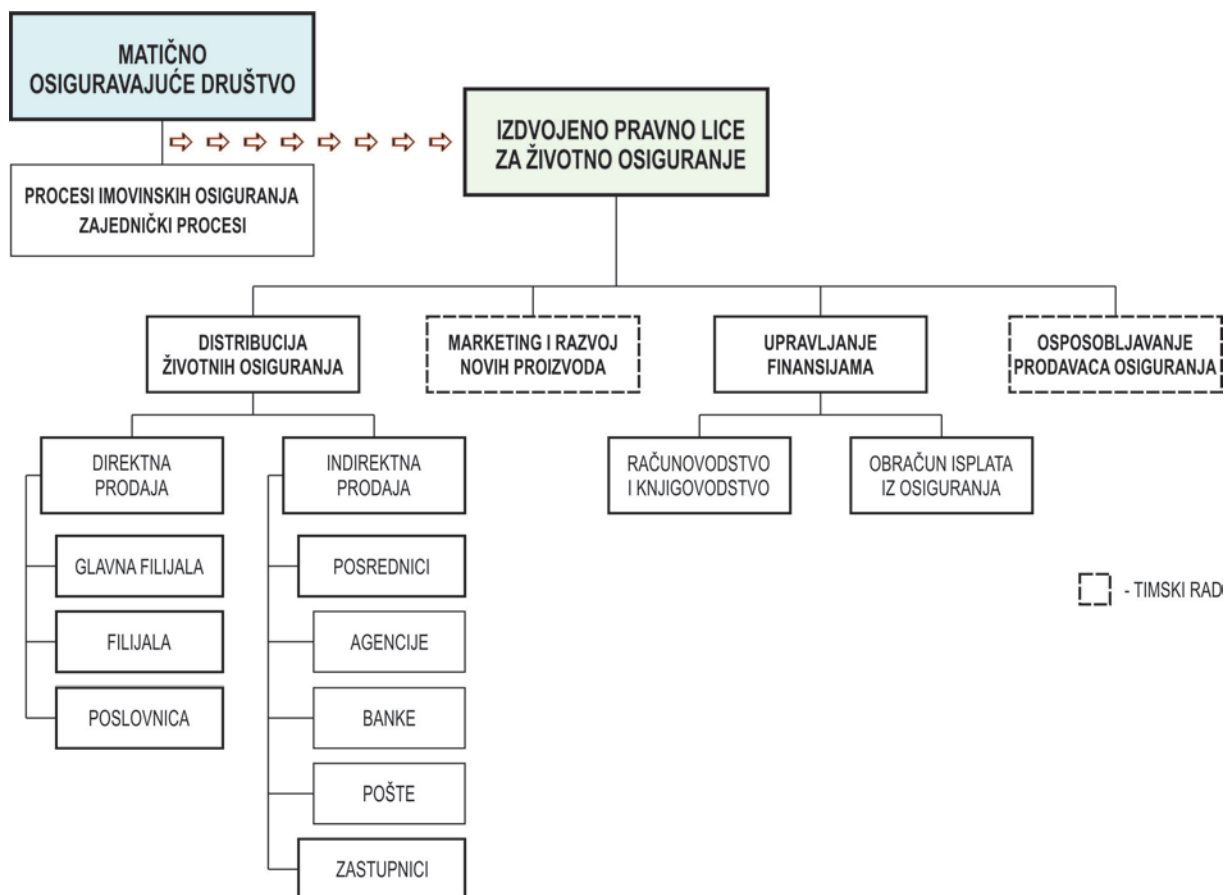 MATIČNO
OSIGURAVAJUĆE DRUŠTVO
IZDVOJENO PRAVNO LICE
ZA ŽIVOTNO OSIGURANJE
PROCESI IMOVINSKIH OSIGURANJA
ZAJEDNIČKI PROCESI
DISTRIBUCIJA
ŽIVOTNIH OSIGURANJA
MARKETING I RAZVOJ
NOVIH PROIZVODA
UPRAVLJANJE
FINANSIJAMA
OSPOSOBLJAVANJE
PRODAVACA OSIGURANJA
DIREKTNA
PRODAJA
INDIREKTNA
PRODAJA
RAČUNOVODSTVO
I KNJIGOVODSTVO
OBRAČUN ISPLATA
IZ OSIGURANJA
GLAVNA FILIJALA
FILIJALA
POSLOVNICA
POSREDNICI
AGENCIJE
BANKE
POŠTE
ZASTUPNICI
- TIMSKI RAD